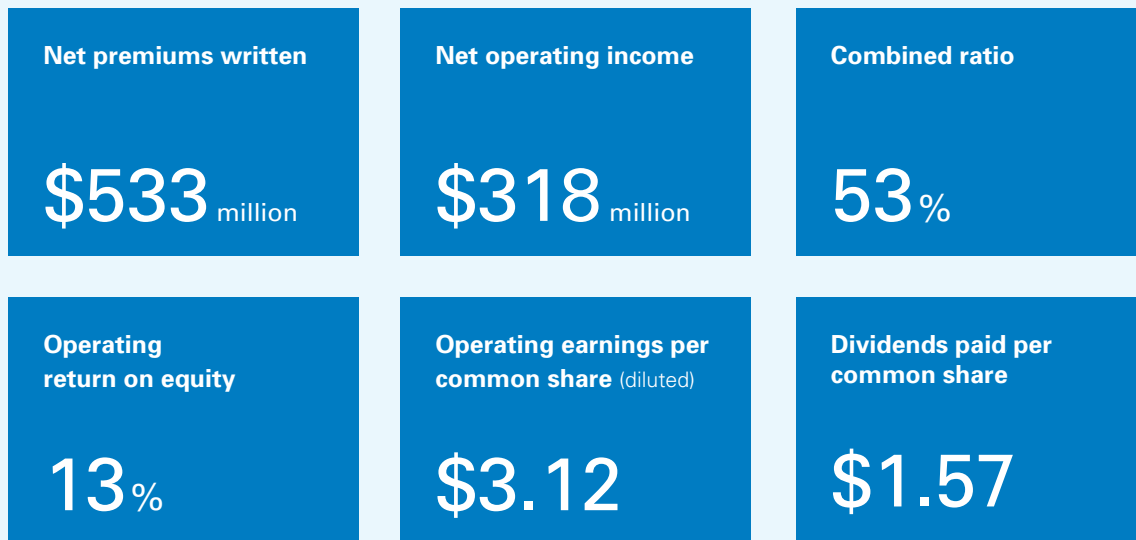 Net premiums written
$533 million
Net operating income
$318 million
Combined ratio
53%
Operating
return on equity
13%
Operating earnings per
common share (diluted)
$3.12
Dividends paid per
common share
$1.57